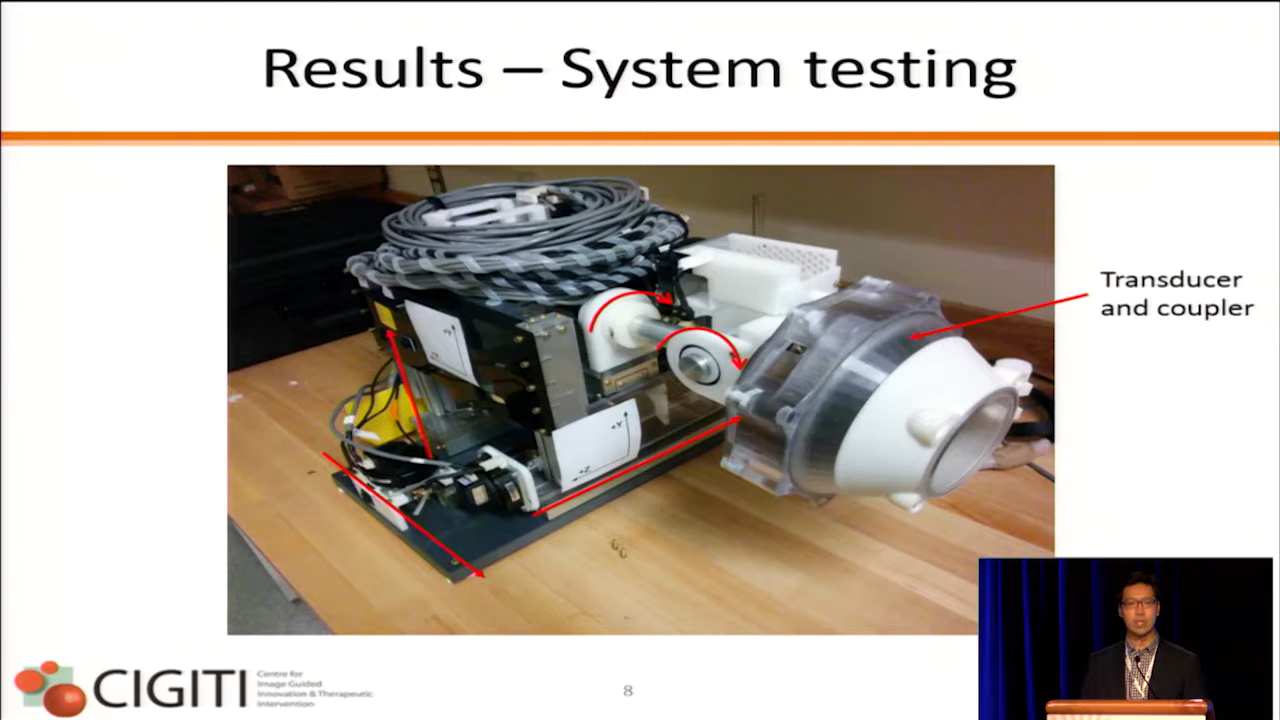 Results – System testing
Transducer
and coupler
+Y
+Y
+Z
CIGITI
Centre for
Image Guided
Innovation & Therapeutic
Intervention
8